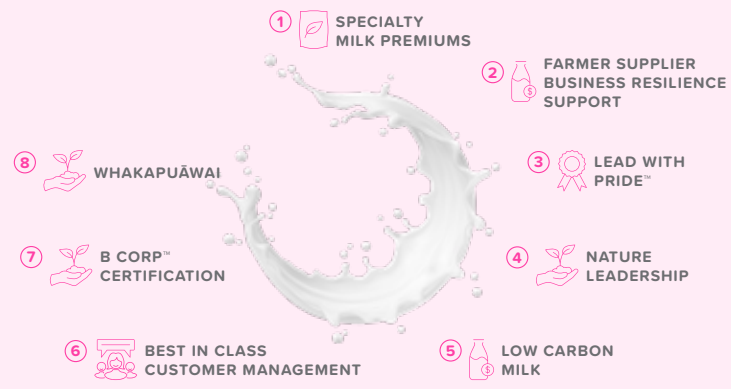 1 SPECIALTY
MILK PREMIUMS
2 FARMER SUPPLIER
BUSINESS RESILIENCE
SUPPORT
3 LEAD WITH
PRIDE™
4 NATURE
LEADERSHIP
5 LOW CARBON
MILK
$
6 BEST IN CLASS
CUSTOMER MANAGEMENT
7 B CORP™
CERTIFICATION
8 WHAKAPUĀWAI
$